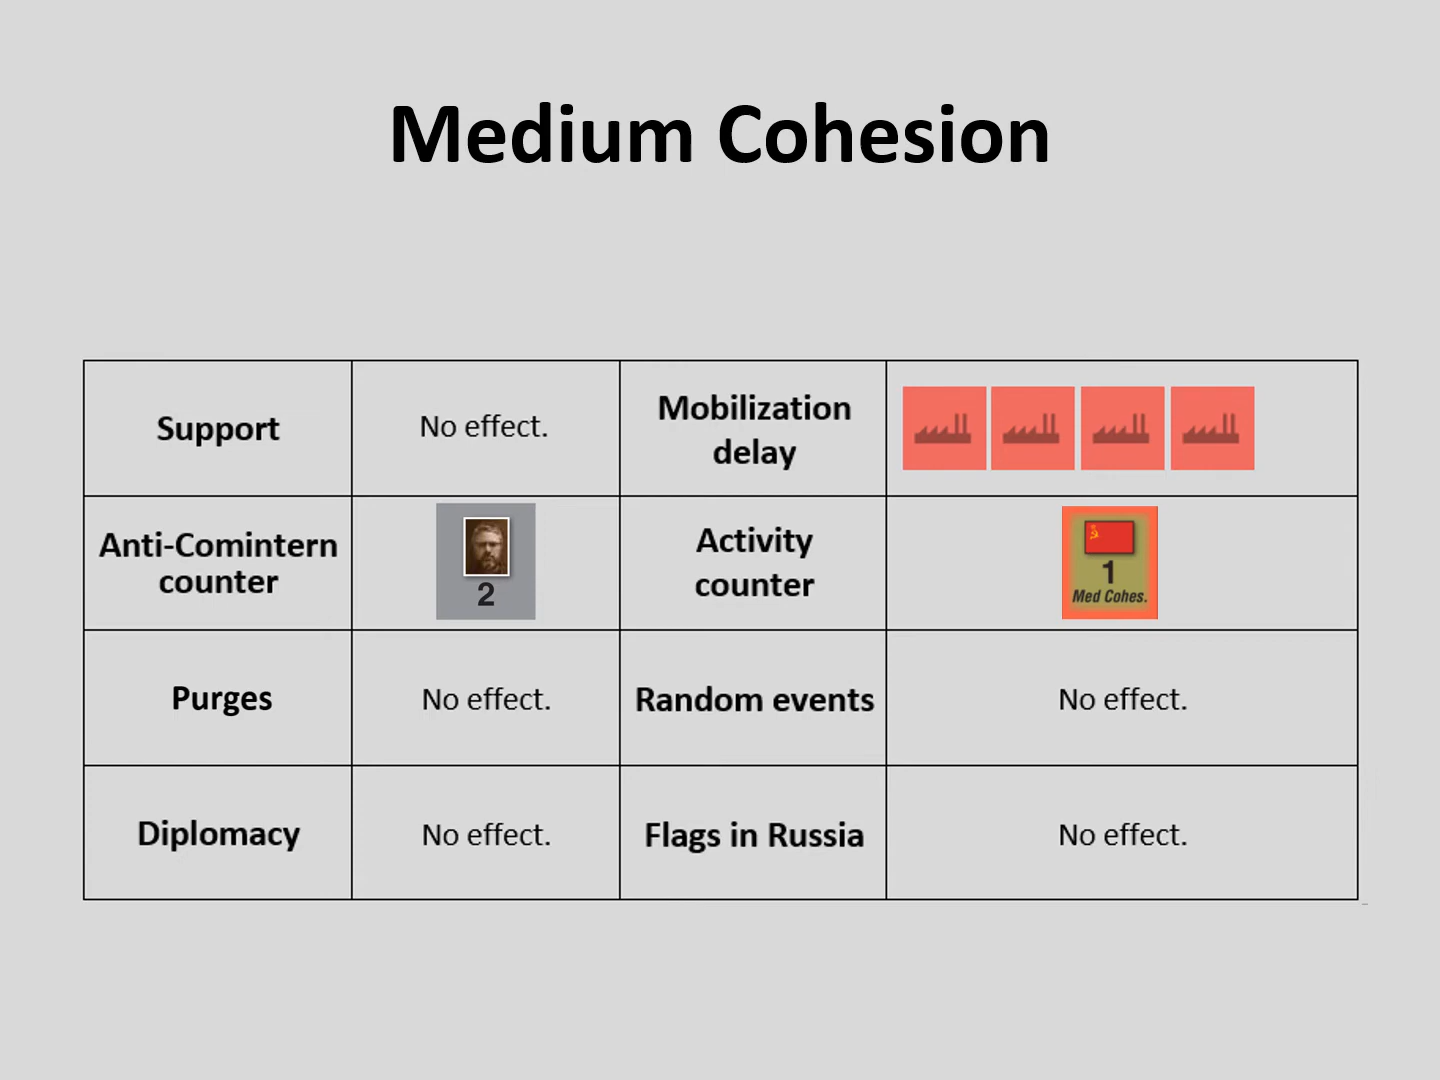 Medium Cohesion
Support
No effect.
Mobilization
delay
Anti-Comintern
counter
2
Activity
counter
1
Med Cohes.
Purges
No effect.
Random events
No effect.
Diplomacy
No effect.
Flags in Russia
No effect.